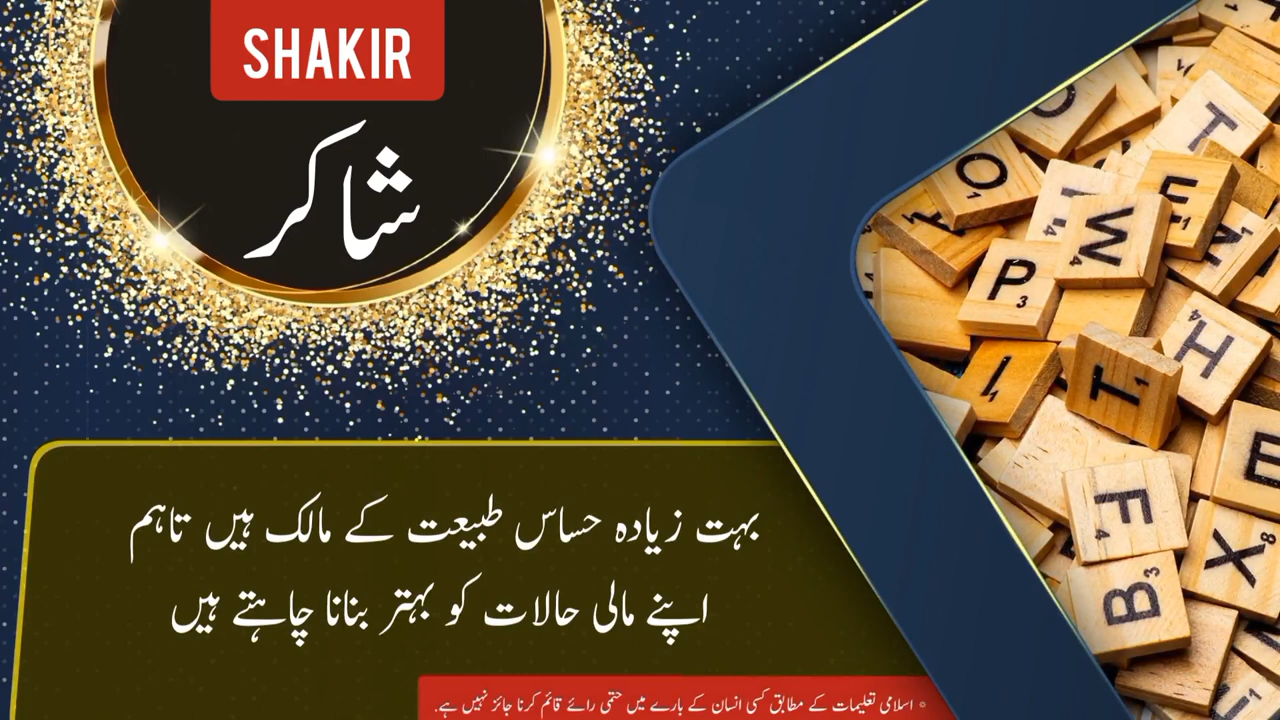 SHAKIR
شاکر
بہت زیادہ حساس طبیعت کے مالک ہیں تاہم
اپنے مالی حالات کو بہتر بنانا چاہتے ہیں
◦ اسلامی تعلیمات کے مطابق کسی انسان کے بارے میں حتمی رائے قائم کرنا جائز نہیں ہے.
O
T
O
E
W
P
H
I
T
F
X
B